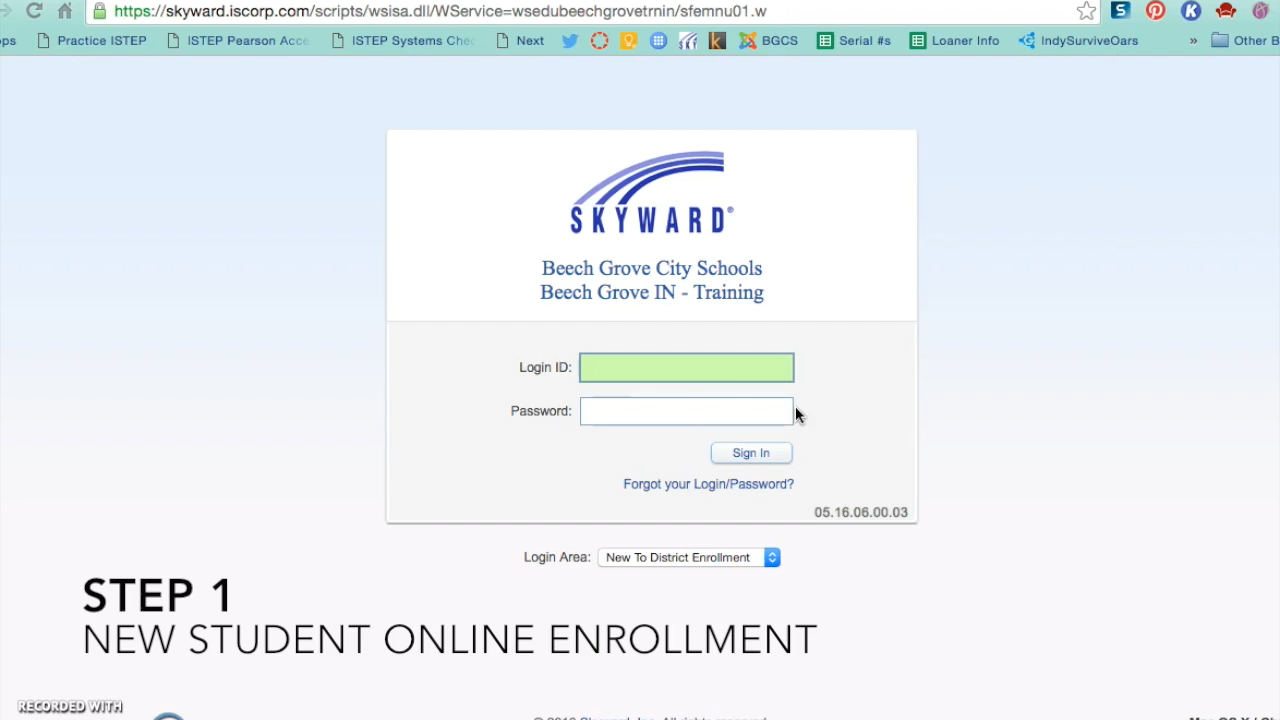 https://skyward.iscorp.com/scripts/wsisa.dll/WService=wsedubeechgrovetrnin/sfemnu01.w
ps Practice ISTEP ISTEP Pearson Acce ISTEP Systems Che Next BGCS Serial #s Loaner Info IndySurviveOars » Other B
SKYWARD®
Beech Grove City Schools
Beech Grove IN - Training
Login ID:
Password:
Sign In
Forgot your Login/Password?
05.16.06.00.03
Login Area: New To District Enrollment
STEP 1
NEW STUDENT ONLINE ENROLLMENT
RECORDED WITH